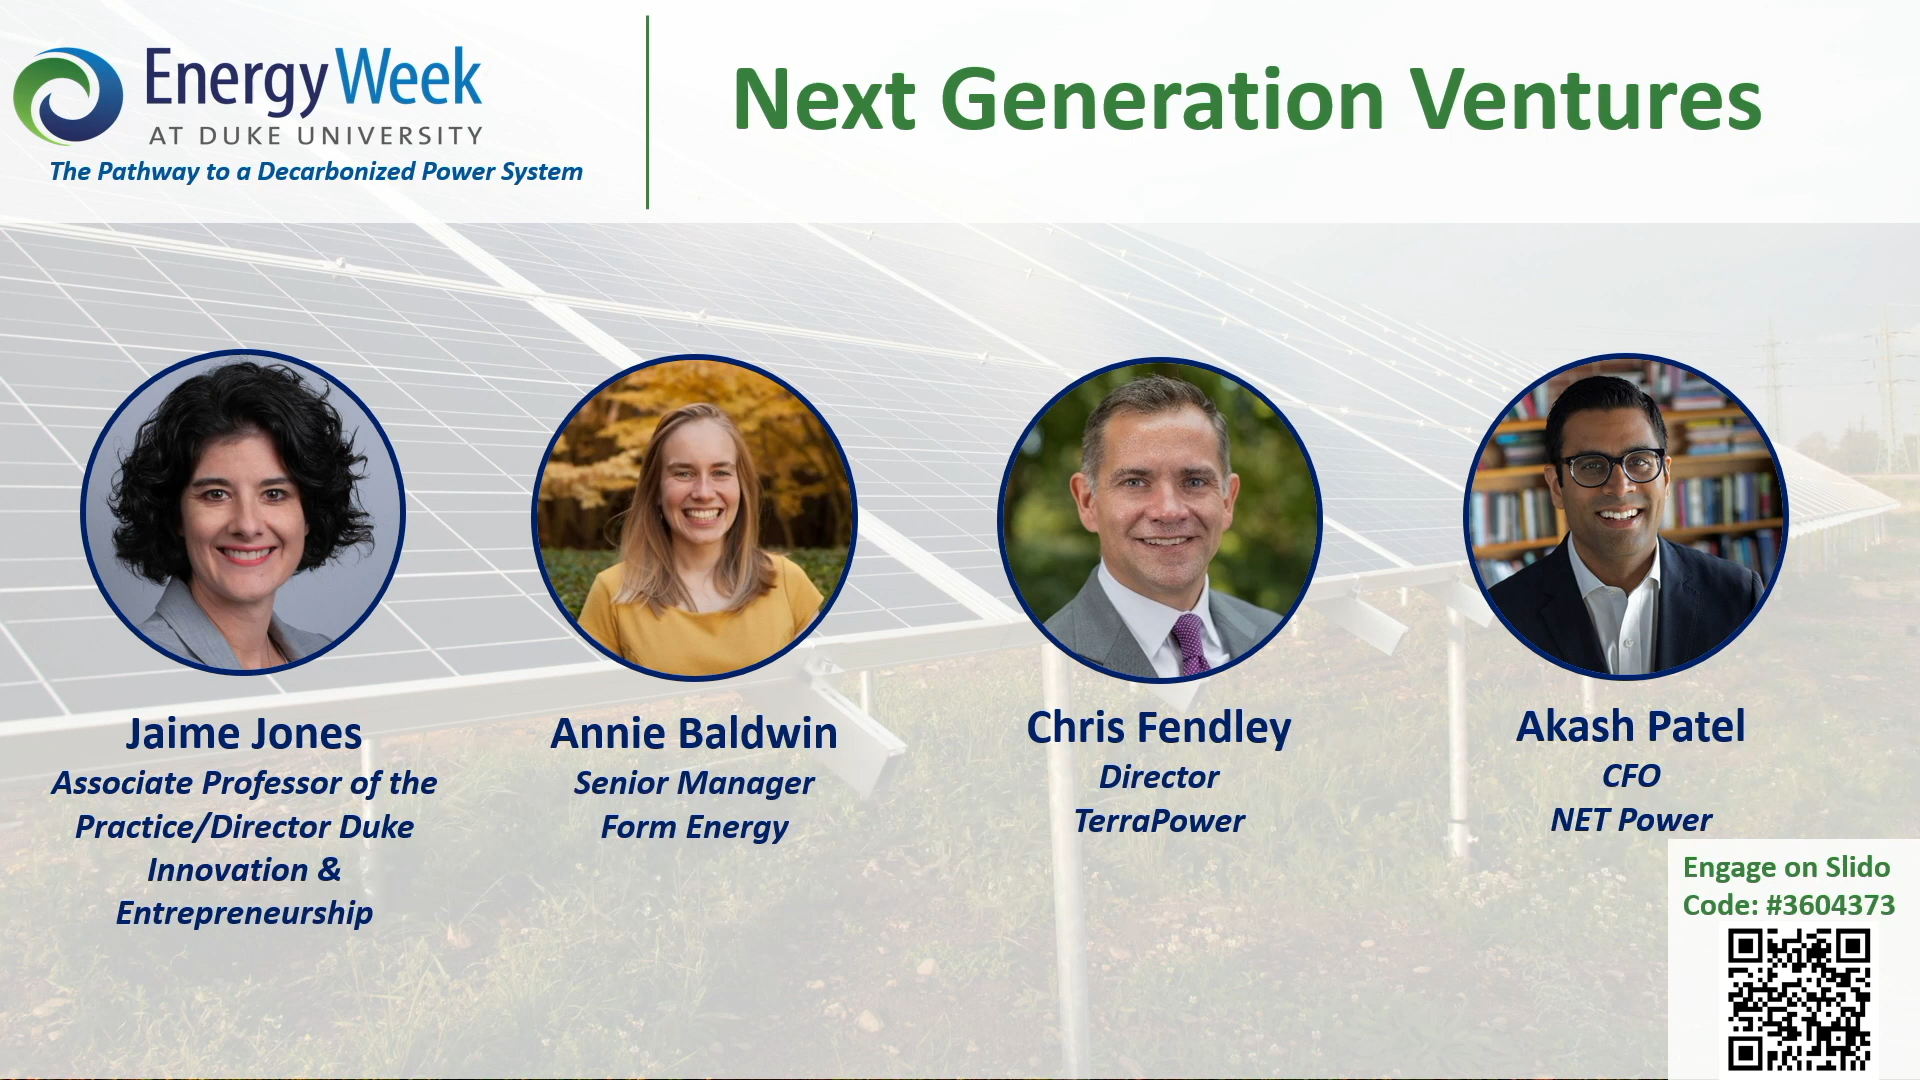 Energy Week
AT DUKE UNIVERSITY
The Pathway to a Decarbonized Power System
Next Generation Ventures
Jaime Jones
Associate Professor of the
Practice/Director Duke
Innovation &
Entrepreneurship
Annie Baldwin
Senior Manager
Form Energy
Chris Fendley
Director
TerraPower
Akash Patel
CFO
NET Power
Engage on Slido
Code: #3604373